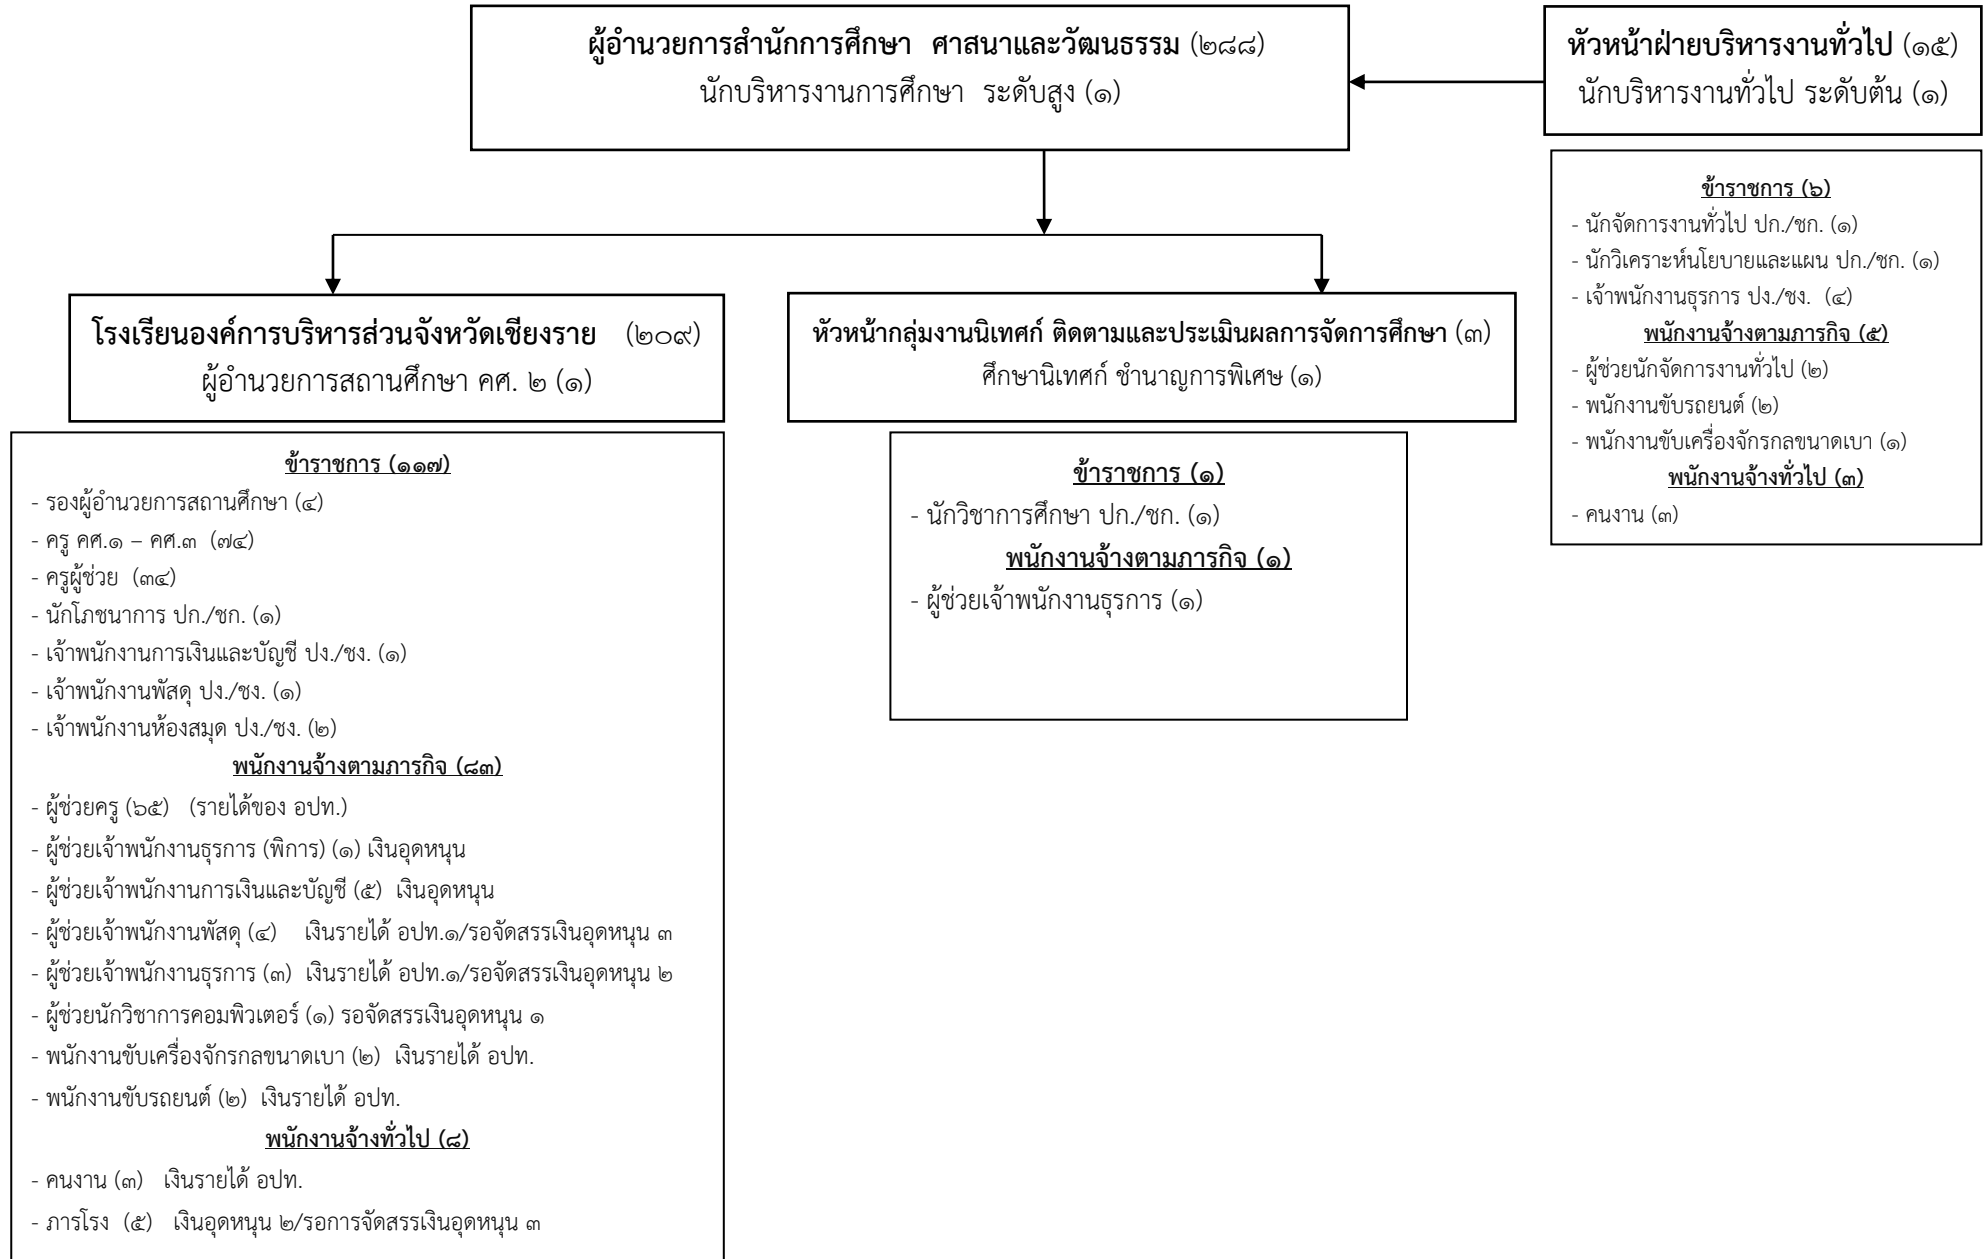 ผู้อำนวยการสำนักการศึกษา ศาสนาและวัฒนธรรม (๒๘๘)
นักบริหารงานการศึกษา ระดับสูง (๑)
หัวหน้าฝ่ายบริหารงานทั่วไป (๑๕)
นักบริหารงานทั่วไป ระดับต้น (๑)
ข้าราชการ (๖)
- นักจัดการงานทั่วไป ปก./ชก. (๑)
- นักวิเคราะห์นโยบายและแผน ปก./ชก. (๑)
- เจ้าพนักงานธุรการ ปง./ชง. (๔)
พนักงานจ้างตามภารกิจ (๕)
- ผู้ช่วยนักจัดการงานทั่วไป (๒)
- พนักงานขับรถยนต์ (๒)
- พนักงานขับเครื่องจักรกลขนาดเบา (๑)
พนักงานจ้างทั่วไป (๓)
- คนงาน (๓)
โรงเรียนองค์การบริหารส่วนจังหวัดเชียงราย (๒๐๙)
ผู้อำนวยการสถานศึกษา คศ. ๒ (๑)
ข้าราชการ (๑๑๗)
- รองผู้อำนวยการสถานศึกษา (๔)
- ครู คศ.๑ – คศ.๓ (๗๔)
- ครูผู้ช่วย (๓๔)
- นักโภชนาการ ปก./ชก. (๑)
- เจ้าพนักงานการเงินและบัญชี ปง./ชง. (๑)
- เจ้าพนักงานพัสดุ ปง./ชง. (๑)
- เจ้าพนักงานห้องสมุด ปง./ชง. (๒)
พนักงานจ้างตามภารกิจ (๘๓)
- ผู้ช่วยครู (๖๕) (รายได้ของ อปท.)
- ผู้ช่วยเจ้าพนักงานธุรการ (พิการ) (๑) เงินอุดหนุน
- ผู้ช่วยเจ้าพนักงานการเงินและบัญชี (๕) เงินอุดหนุน
- ผู้ช่วยเจ้าพนักงานพัสดุ (๔) เงินรายได้ อปท.๑/รอจัดสรรเงินอุดหนุน ๓
- ผู้ช่วยเจ้าพนักงานธุรการ (๓) เงินรายได้ อปท.๑/รอจัดสรรเงินอุดหนุน ๒
- ผู้ช่วยนักวิชาการคอมพิวเตอร์ (๑) รอจัดสรรเงินอุดหนุน ๑
- พนักงานขับเครื่องจักรกลขนาดเบา (๒) เงินรายได้ อปท.
- พนักงานขับรถยนต์ (๒) เงินรายได้ อปท.
พนักงานจ้างทั่วไป (๘)
- คนงาน (๓) เงินรายได้ อปท.
- ภารโรง (๕) เงินอุดหนุน ๒/รอการจัดสรรเงินอุดหนุน ๓
หัวหน้ากลุ่มงานนิเทศก์ ติดตามและประเมินผลการจัดการศึกษา (๓)
ศึกษานิเทศก์ ชำนาญการพิเศษ (๑)
ข้าราชการ (๑)
- นักวิชาการศึกษา ปก./ชก. (๑)
พนักงานจ้างตามภารกิจ (๑)
- ผู้ช่วยเจ้าพนักงานธุรการ (๑)